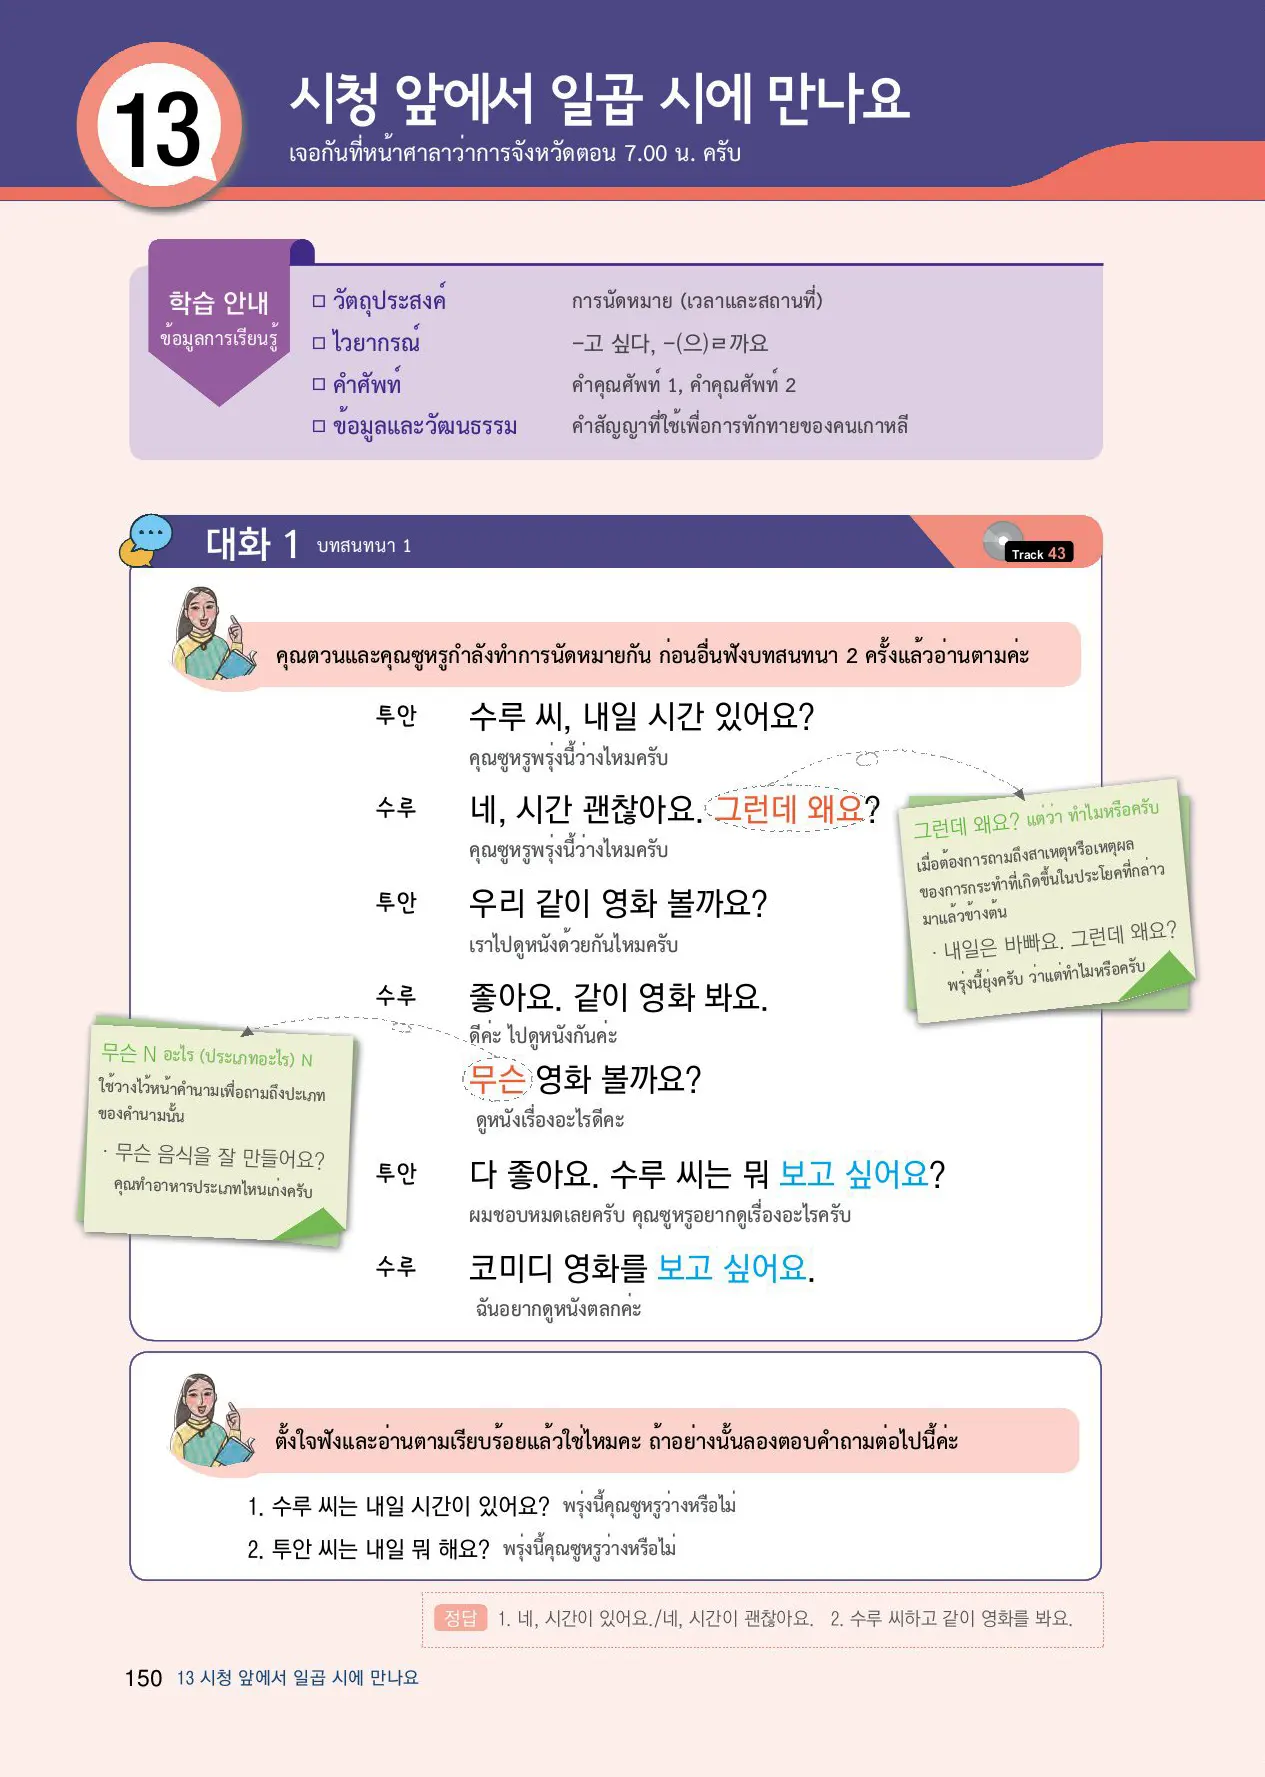 13
시청 앞에서 일곱 시에 만나요
เจอกันที่หน้าศาลาว่าการจังหวัดตอน 7.00 น. ครับ
학습 안내
ข้อมูลการเรียนรู้
□ วัตถุประสงค์ การนัดหมาย (เวลาและสถานที่)
□ ไวยากรณ์ -고 싶다, -(으)ㄹ까요
□ คำศัพท์ คำคุณศัพท์ 1, คำคุณศัพท์ 2
□ ข้อมูลและวัฒนธรรม คำสัญญาที่ใช้เพื่อการทักทายของคนเกาหลี
대화 1 บทสนทนา 1
Track 43
คุณตวนและคุณซูหรูกำลังทำการนัดหมายกัน ก่อนอื่นฟังบทสนทนา 2 ครั้งแล้วอ่านตามค่ะ
투안 수루 씨, 내일 시간 있어요?
คุณซูหรูพรุ่งนี้ว่างไหมครับ
수루 네, 시간 괜찮아요. 그런데 왜요?
คุณซูหรูพรุ่งนี้ว่างไหมครับ
그런데 왜요? แต่ว่า ทำไมหรือครับ
เมื่อต้องการถามถึงสาเหตุหรือเหตุผล
ของการกระทำที่เกิดขึ้นในประโยคที่กล่าว
มาแล้วข้างต้น
· 내일은 바빠요. 그런데 왜요?
พรุ่งนี้ยุ่งครับ ว่าแต่ทำไมหรือครับ
투안 우리 같이 영화 볼까요?
เราไปดูหนังด้วยกันไหมครับ
수루 좋아요. 같이 영화 봐요.
ดีค่ะ ไปดูหนังกันค่ะ
무슨 영화 볼까요?
ดูหนังเรื่องอะไรดีคะ
무슨 N อะไร (ประเภทอะไร) N
ใช้วางไว้หน้าคำนามเพื่อถามถึงปะเภท
ของคำนามนั้น
· 무슨 음식을 잘 만들어요?
คุณทำอาหารประเภทไหนเก่งครับ
투안 다 좋아요. 수루 씨는 뭐 보고 싶어요?
ผมชอบหมดเลยครับ คุณซูหรูอยากดูเรื่องอะไรครับ
수루 코미디 영화를 보고 싶어요.
ฉันอยากดูหนังตลกค่ะ
ตั้งใจฟังและอ่านตามเรียบร้อยแล้วใช่ไหมคะ ถ้าอย่างนั้นลองตอบคำถามต่อไปนี้ค่ะ
1. 수루 씨는 내일 시간이 있어요? พรุ่งนี้คุณซูหรูว่างหรือไม่
2. 투안 씨는 내일 뭐 해요? พรุ่งนี้คุณซูหรูว่างหรือไม่
정답 1. 네, 시간이 있어요./네, 시간이 괜찮아요. 2. 수루 씨하고 같이 영화를 봐요.
150 13 시청 앞에서 일곱 시에 만나요